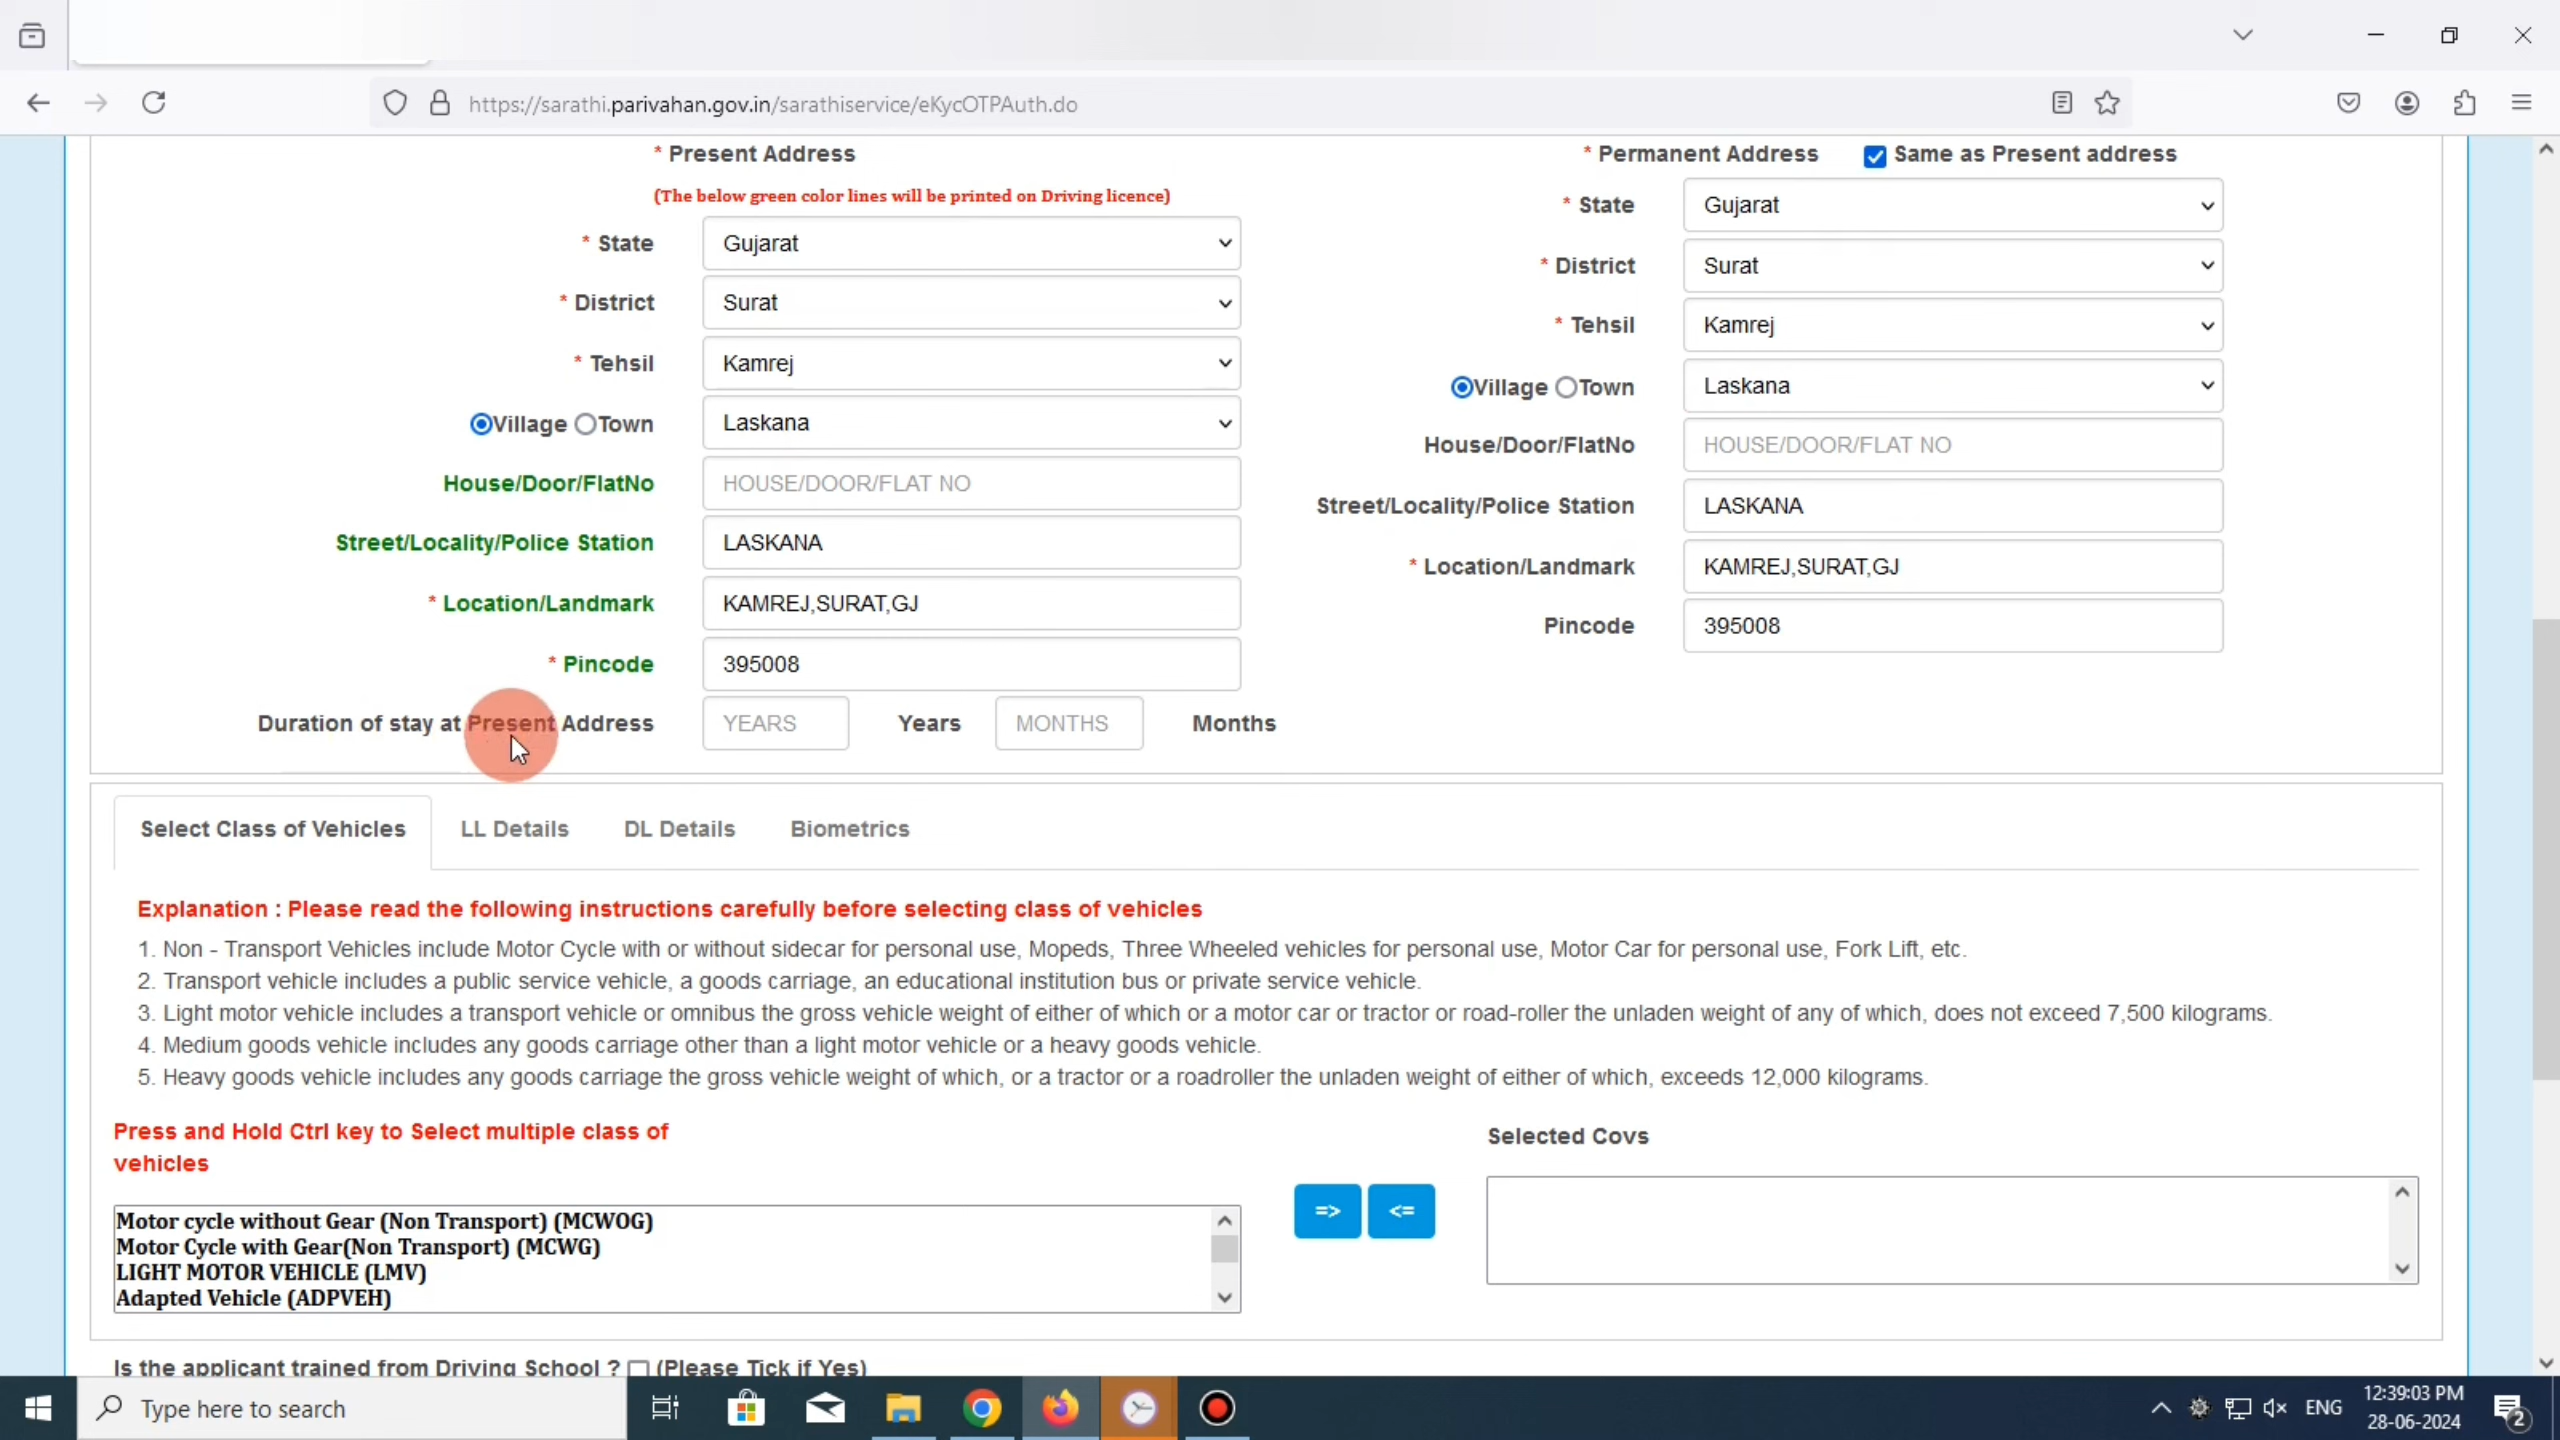 https://sarathi.parivahan.gov.in/sarathiservice/eKycOTPAuth.do
* Present Address
(The below green color lines will be printed on Driving licence)
* State Gujarat
* District Surat
* Tehsil Kamrej
Village Town Laskana
House/Door/FlatNo HOUSE/DOOR/FLAT NO
Street/Locality/Police Station LASKANA
* Location/Landmark KAMREJ,SURAT,GJ
* Pincode 395008
Duration of stay at Present Address YEARS Years MONTHS Months
* Permanent Address Same as Present address
* State Gujarat
* District Surat
* Tehsil Kamrej
Village Town Laskana
House/Door/FlatNo HOUSE/DOOR/FLAT NO
Street/Locality/Police Station LASKANA
* Location/Landmark KAMREJ,SURAT,GJ
Pincode 395008
Select Class of Vehicles LL Details DL Details Biometrics
Explanation : Please read the following instructions carefully before selecting class of vehicles
1. Non - Transport Vehicles include Motor Cycle with or without sidecar for personal use, Mopeds, Three Wheeled vehicles for personal use, Motor Car for personal use, Fork Lift, etc.
2. Transport vehicle includes a public service vehicle, a goods carriage, an educational institution bus or private service vehicle.
3. Light motor vehicle includes a transport vehicle or omnibus the gross vehicle weight of either of which or a motor car or tractor or road-roller the unladen weight of any of which, does not exceed 7,500 kilograms.
4. Medium goods vehicle includes any goods carriage other than a light motor vehicle or a heavy goods vehicle.
5. Heavy goods vehicle includes any goods carriage the gross vehicle weight of which, or a tractor or a roadroller the unladen weight of either of which, exceeds 12,000 kilograms.
Press and Hold Ctrl key to Select multiple class of
vehicles
Motor cycle without Gear (Non Transport) (MCWOG)
Motor Cycle with Gear(Non Transport) (MCWG)
LIGHT MOTOR VEHICLE (LMV)
Adapted Vehicle (ADPVEH)
=> <=
Selected Covs
Is the applicant trained from Driving School ? (Please Tick if Yes)
Type here to search
ENG
12:39:03 PM
28-06-2024
2